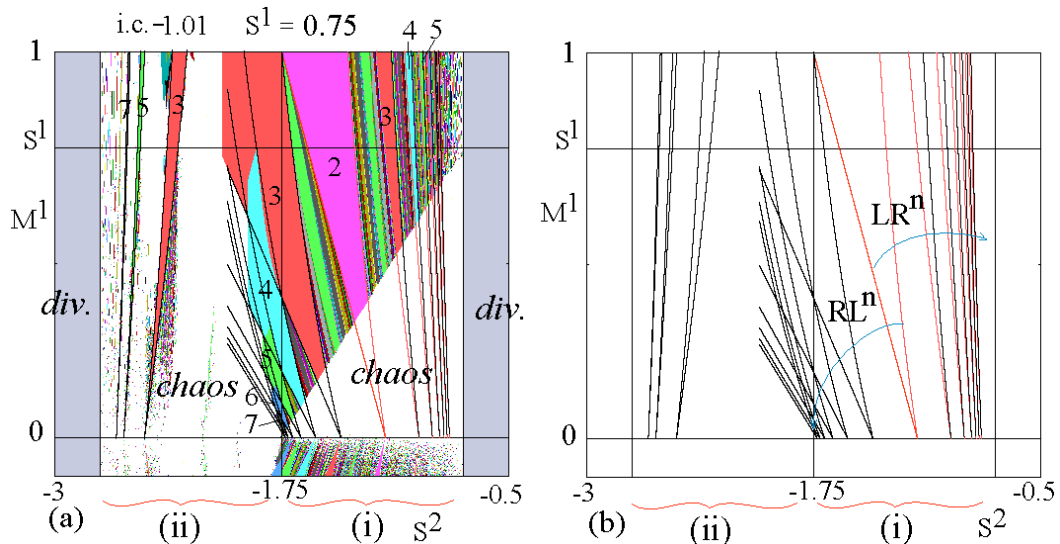 i.c.-1.01 S¹ = 0.75 4 5
1
7 5 3 3
S¹
2
3
M¹
4
div. div.
5
chaos chaos
6
7
0
-3 -1.75 -0.5
(a) (ii) (i) S²
1
S¹
M¹
LRⁿ
RLⁿ
0
-3 -1.75 -0.5
(b) (ii) (i) S²